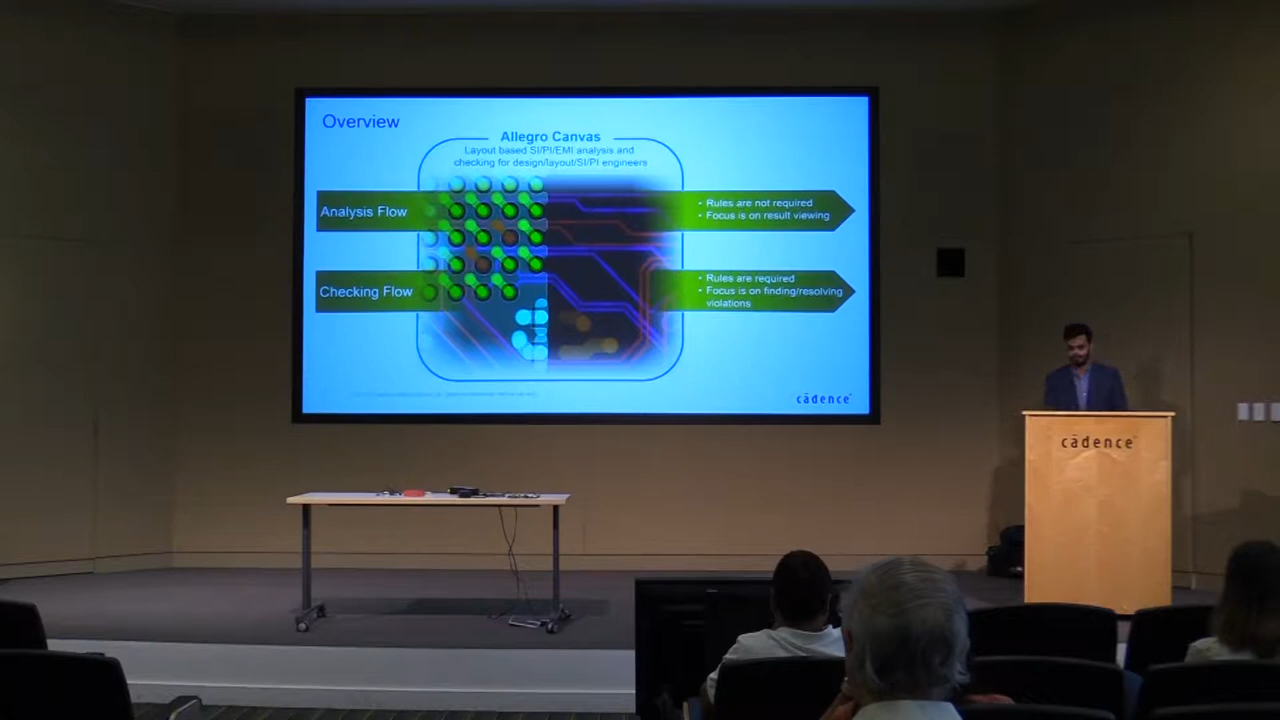 Overview
Allegro Canvas
Layout based SI/PI/EMI analysis and
checking for design/layout/SI/PI engineers
Analysis Flow
• Rules are not required
• Focus is on result viewing
Checking Flow
• Rules are required
• Focus is on finding/resolving
violations
cādence
cādence